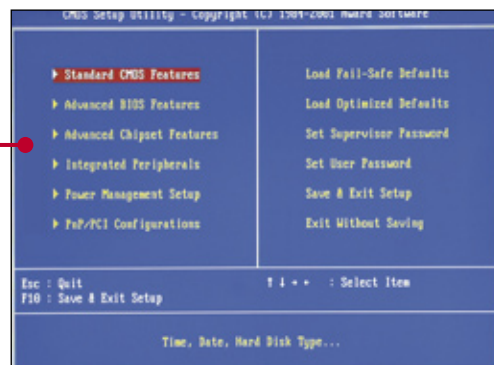 CMOS Setup Utility - Copyright (C) 1984-2001 Award Software
Standard CMOS Features
Advanced BIOS Features
Advanced Chipset Features
Integrated Peripherals
Power Management Setup
PnP/PCI Configurations
Load Fail-Safe Defaults
Load Optimized Defaults
Set Supervisor Password
Set User Password
Save & Exit Setup
Exit Without Saving
Esc : Quit
F10 : Save & Exit Setup
↑ ↓ → ← : Select Item
Time, Date, Hard Disk Type...